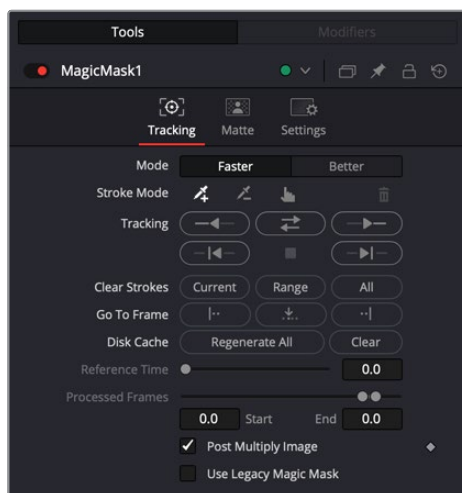 Tools Modifiers
MagicMask1
Tracking Matte Settings
Mode Faster Better
Stroke Mode
Tracking
Clear Strokes Current Range All
Go To Frame
Disk Cache Regenerate All Clear
Reference Time 0.0
Processed Frames
0.0 Start End 0.0
Post Multiply Image
Use Legacy Magic Mask